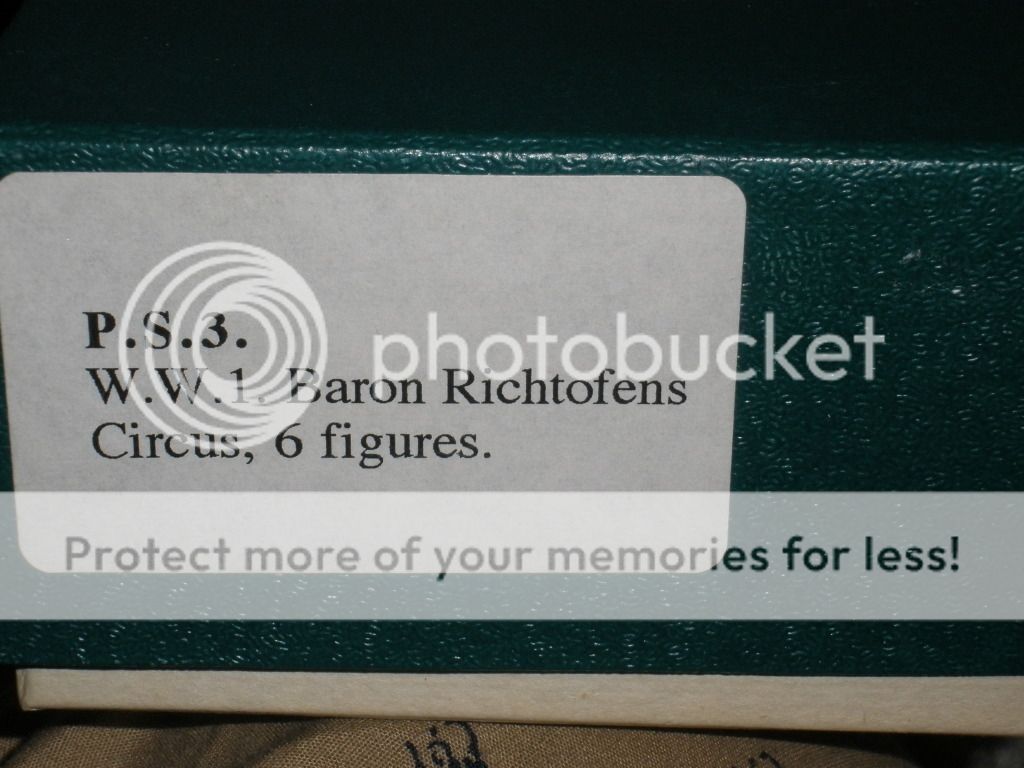 P.S.3.
W.W.1. Baron Richtofens
Circus, 6 figures.
photobucket
Protect more of your memories for less!